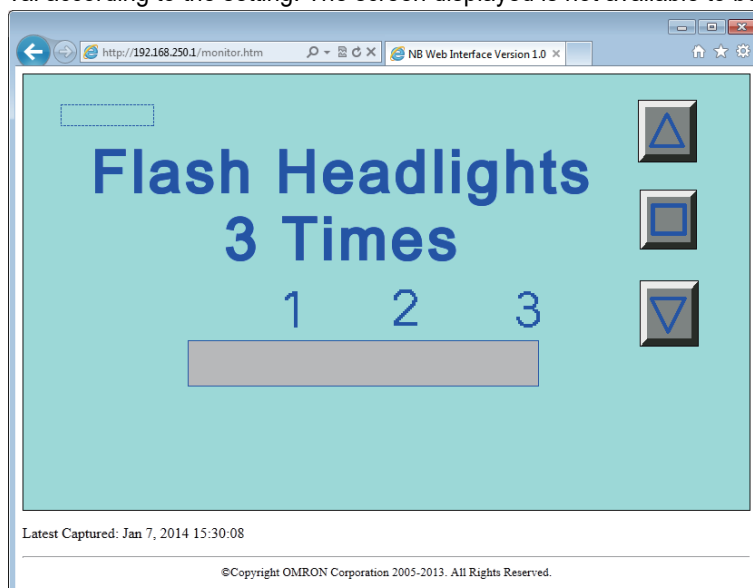 val according to the setting. The screen displayed is not available to be
http://192.168.250.1/monitor.htm
NB Web Interface Version 1.0
Flash Headlights
3 Times
1 2 3
Latest Captured: Jan 7, 2014 15:30:08
©Copyright OMRON Corporation 2005-2013. All Rights Reserved.